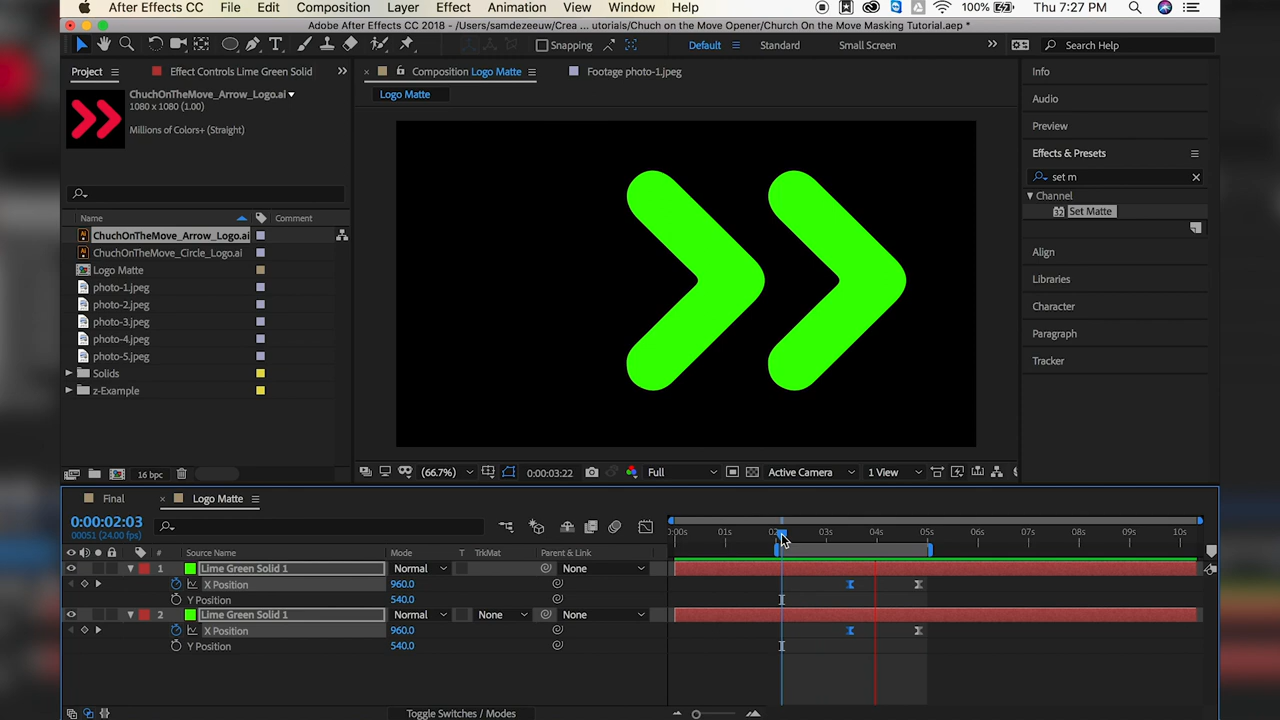 After Effects CC File Edit Composition Layer Effect Animation View Window Help 100% Thu 7:27 PM
Adobe After Effects CC 2018 - /Users/samdezeeuw/Crea ... utorials/Chuch on the Move Opener/Church On the Move Masking Tutorial.aep *
Snapping Default Standard Small Screen Search Help
Project Effect Controls Lime Green Solid Composition Logo Matte Footage photo-1.jpeg Info
ChuchOnTheMove_Arrow_Logo.ai Logo Matte
1080 x 1080 (1.00) Audio
Millions of Colors+ (Straight) Preview
Effects & Presets
set m
Channel
Set Matte
Name Comment
ChuchOnTheMove_Arrow_Logo.ai
ChuchOnTheMove_Circle_Logo.ai Align
Logo Matte
photo-1.jpeg Libraries
photo-2.jpeg Character
photo-3.jpeg
photo-4.jpeg Paragraph
photo-5.jpeg Tracker
Solids
z-Example
16 bpc (66.7%) 0:00:03:22 Full Active Camera 1 View
Final Logo Matte
0:00:02:03
00051 (24.00 fps) :00s 01s 03s 04s 05s 06s 07s 08s 09s 10s
# Source Name Mode T TrkMat Parent & Link
1 Lime Green Solid 1 Normal None
X Position 960.0
Y Position 540.0
2 Lime Green Solid 1 Normal None None
X Position 960.0
Y Position 540.0
Toggle Switches / Modes